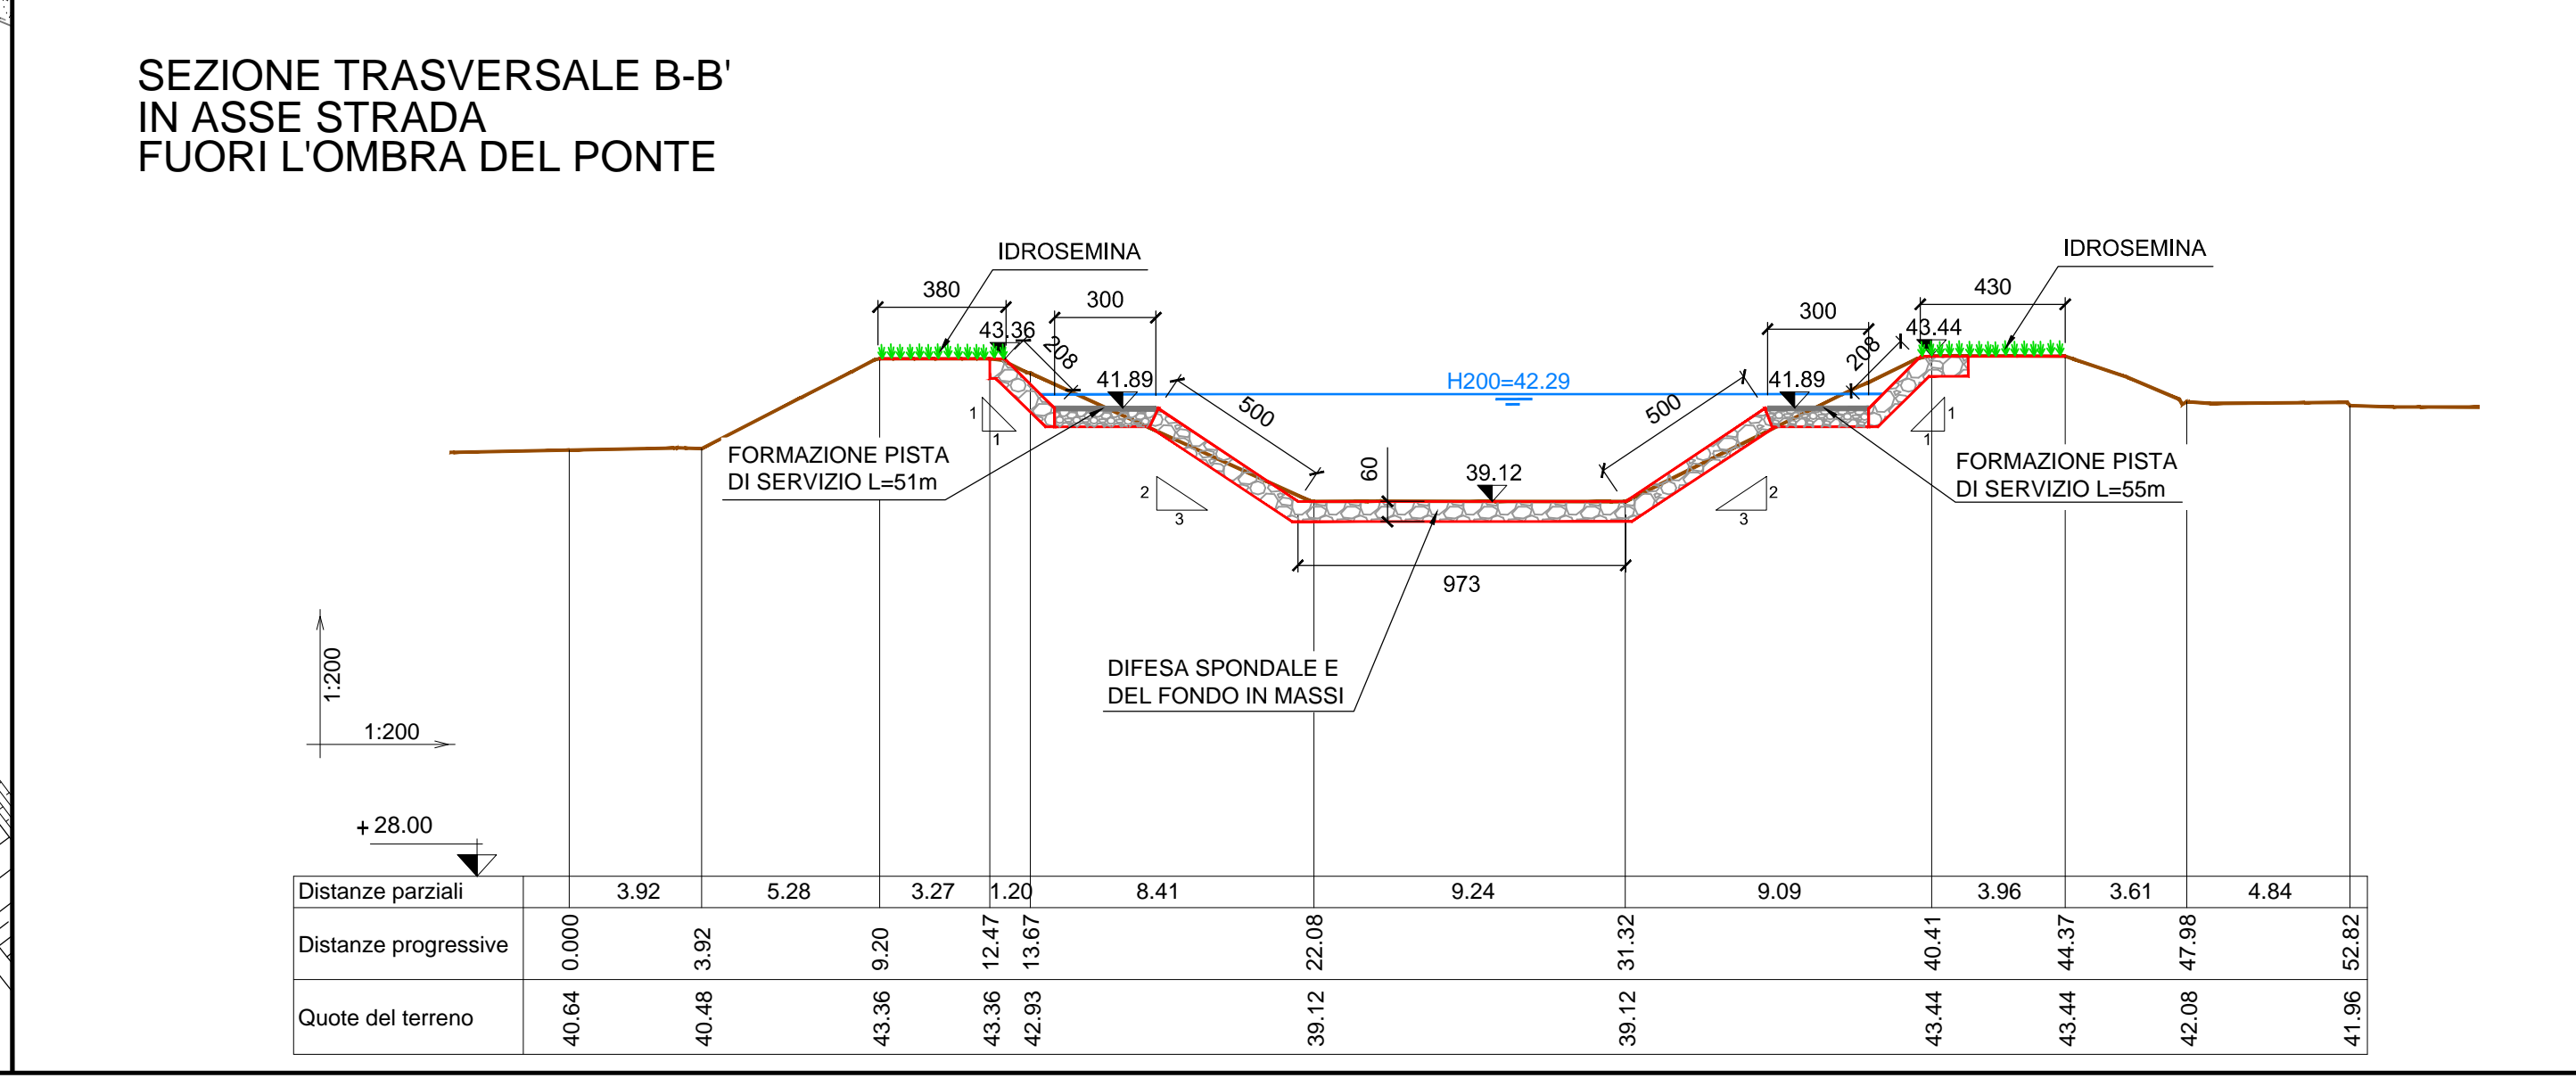 SEZIONE TRASVERSALE B-B'
IN ASSE STRADA
FUORI L'OMBRA DEL PONTE
IDROSEMINA
IDROSEMINA
380
300
430
300
43.36
208
43.44
208
41.89
41.89
H200=42.29
500
500
1
1
1
1
FORMAZIONE PISTA
DI SERVIZIO L=51m
FORMAZIONE PISTA
DI SERVIZIO L=55m
60
39.12
2
3
2
3
973
DIFESA SPONDALE E
DEL FONDO IN MASSI
1:200
1:200
+ 28.00
Distanze parziali 3.92 5.28 3.27 1.20 8.41 9.24 9.09 3.96 3.61 4.84
Distanze progressive 0.000 3.92 9.20 12.47 13.67 22.08 31.32 40.41 44.37 47.98 52.82
Quote del terreno 40.64 40.48 43.36 43.36 42.93 39.12 39.12 43.44 43.44 42.08 41.96